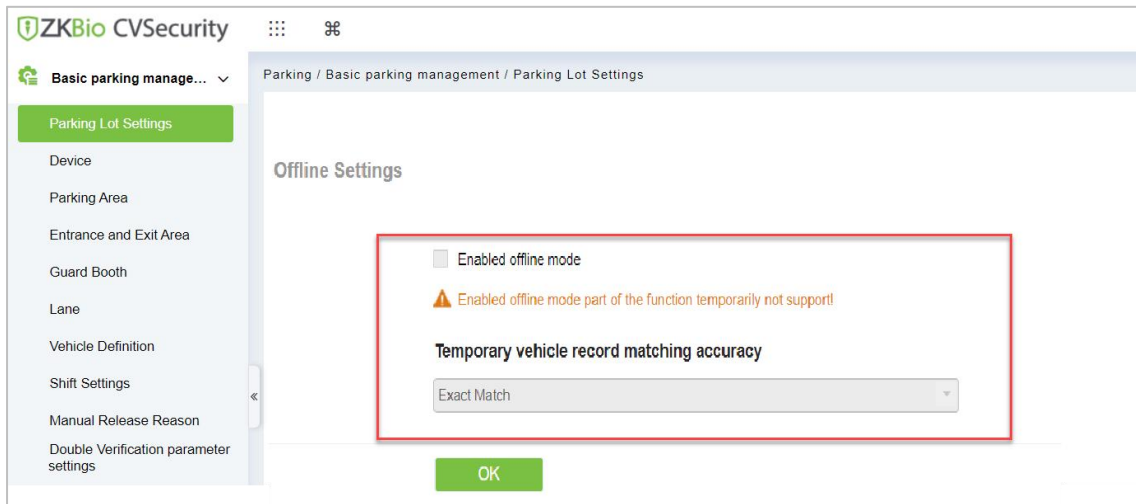 ZKBio CVSecurity
Basic parking manage...
Parking / Basic parking management / Parking Lot Settings
Parking Lot Settings
Device
Parking Area
Entrance and Exit Area
Guard Booth
Lane
Vehicle Definition
Shift Settings
Manual Release Reason
Double Verification parameter
settings
Offline Settings
Enabled offline mode
Enabled offline mode part of the function temporarily not support!
Temporary vehicle record matching accuracy
Exact Match
OK